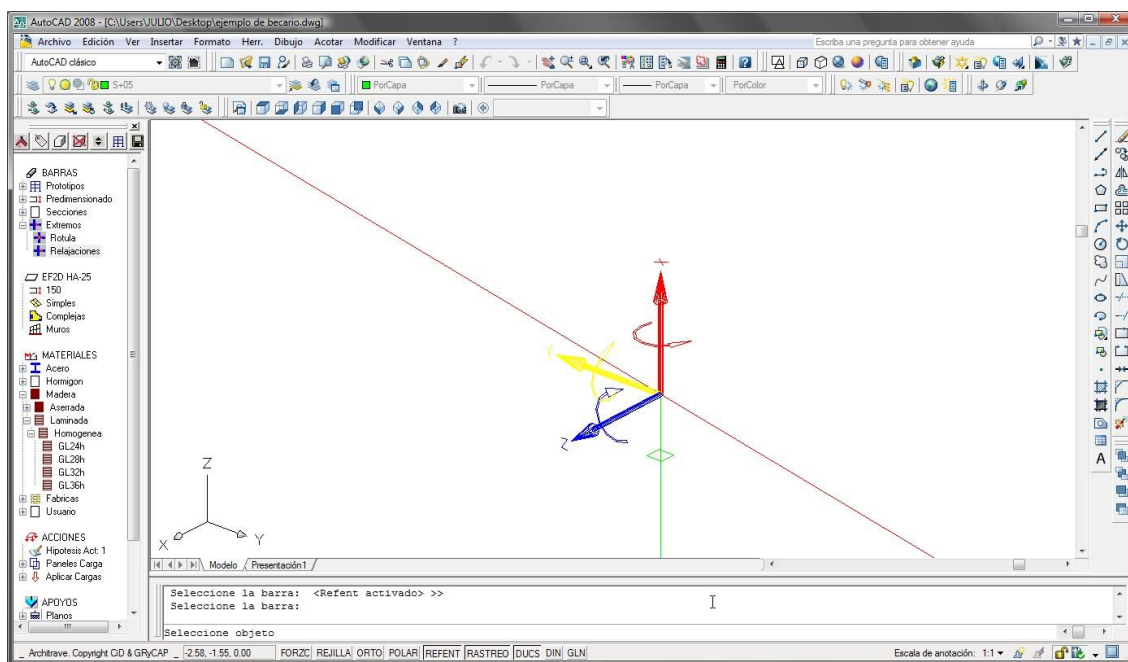 AutoCAD 2008 - [C:\Users\JULIO\Desktop\ejemplo de becario.dwg]
Archivo Edición Ver Insertar Formato Herr. Dibujo Acotar Modificar Ventana ?
Escriba una pregunta para obtener ayuda
AutoCAD clásico
S+05
PorCapa
PorCapa
PorCapa
PorColor
BARRAS
Prototipos
Predimensionado
Secciones
Extremos
Rotula
Relajaciones
EF2D HA-25
150
Simples
Complejas
Muros
MATERIALES
Acero
Hormigon
Madera
Aserrada
Laminada
Homogenea
GL24h
GL28h
GL32h
GL36h
Fabricas
Usuario
ACCIONES
Hipotesis Act: 1
Paneles Carga
Aplicar Cargas
APOYOS
Planos
X
Y
Z
Z
X
Y
Modelo
Presentación1
Seleccione la barra: <Refent activado> >>
Seleccione la barra:
Seleccione objeto
_ Architrave. Copyright CiD & GRyCAP _ -2.58, -1.55, 0.00 FORZC REJILLA ORTO POLAR REFENT RASTREO DUCS DIN GLN Escala de anotación: 1:1